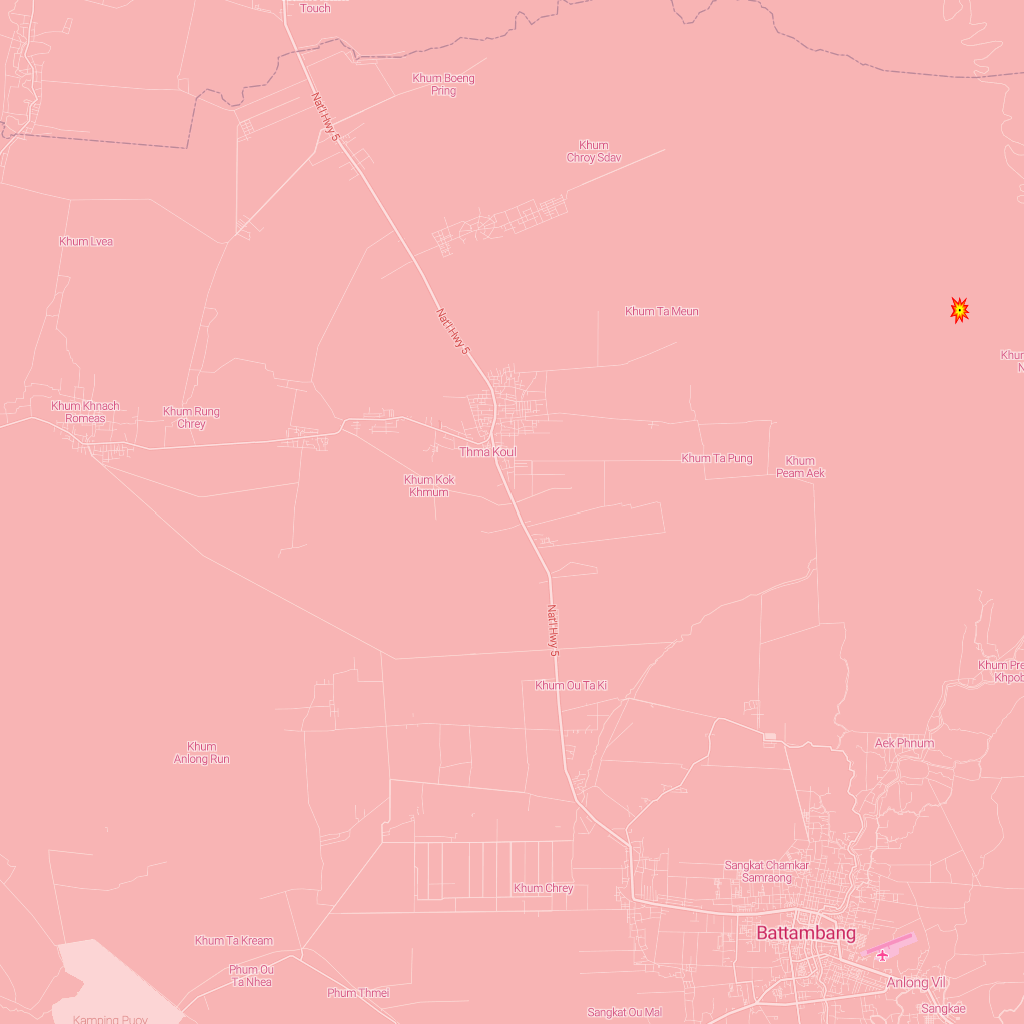 Touch
Khum Boeng
Pring
Nat'l Hwy 5
Khum
Chroy Sdav
Khum Lvea
Khum Ta Meun
Nat'l Hwy 5
Khum
N
Khum Khnach
Romeas
Khum Rung
Chrey
Thma Koul
Khum Ta Pung
Khum
Peam Aek
Khum Kok
Khmum
Nat'l Hwy 5
Khum Pre
Khpob
Khum Ou Ta Ki
Khum
Anlong Run
Aek Phnum
Sangkat Chamkar
Samraong
Khum Chrey
Battambang
Khum Ta Kream
Phum Ou
Ta Nhea
Anlong Vil
Phum Thmei
Sangkat Ou Mal
Sangkae
Kamping Puoy